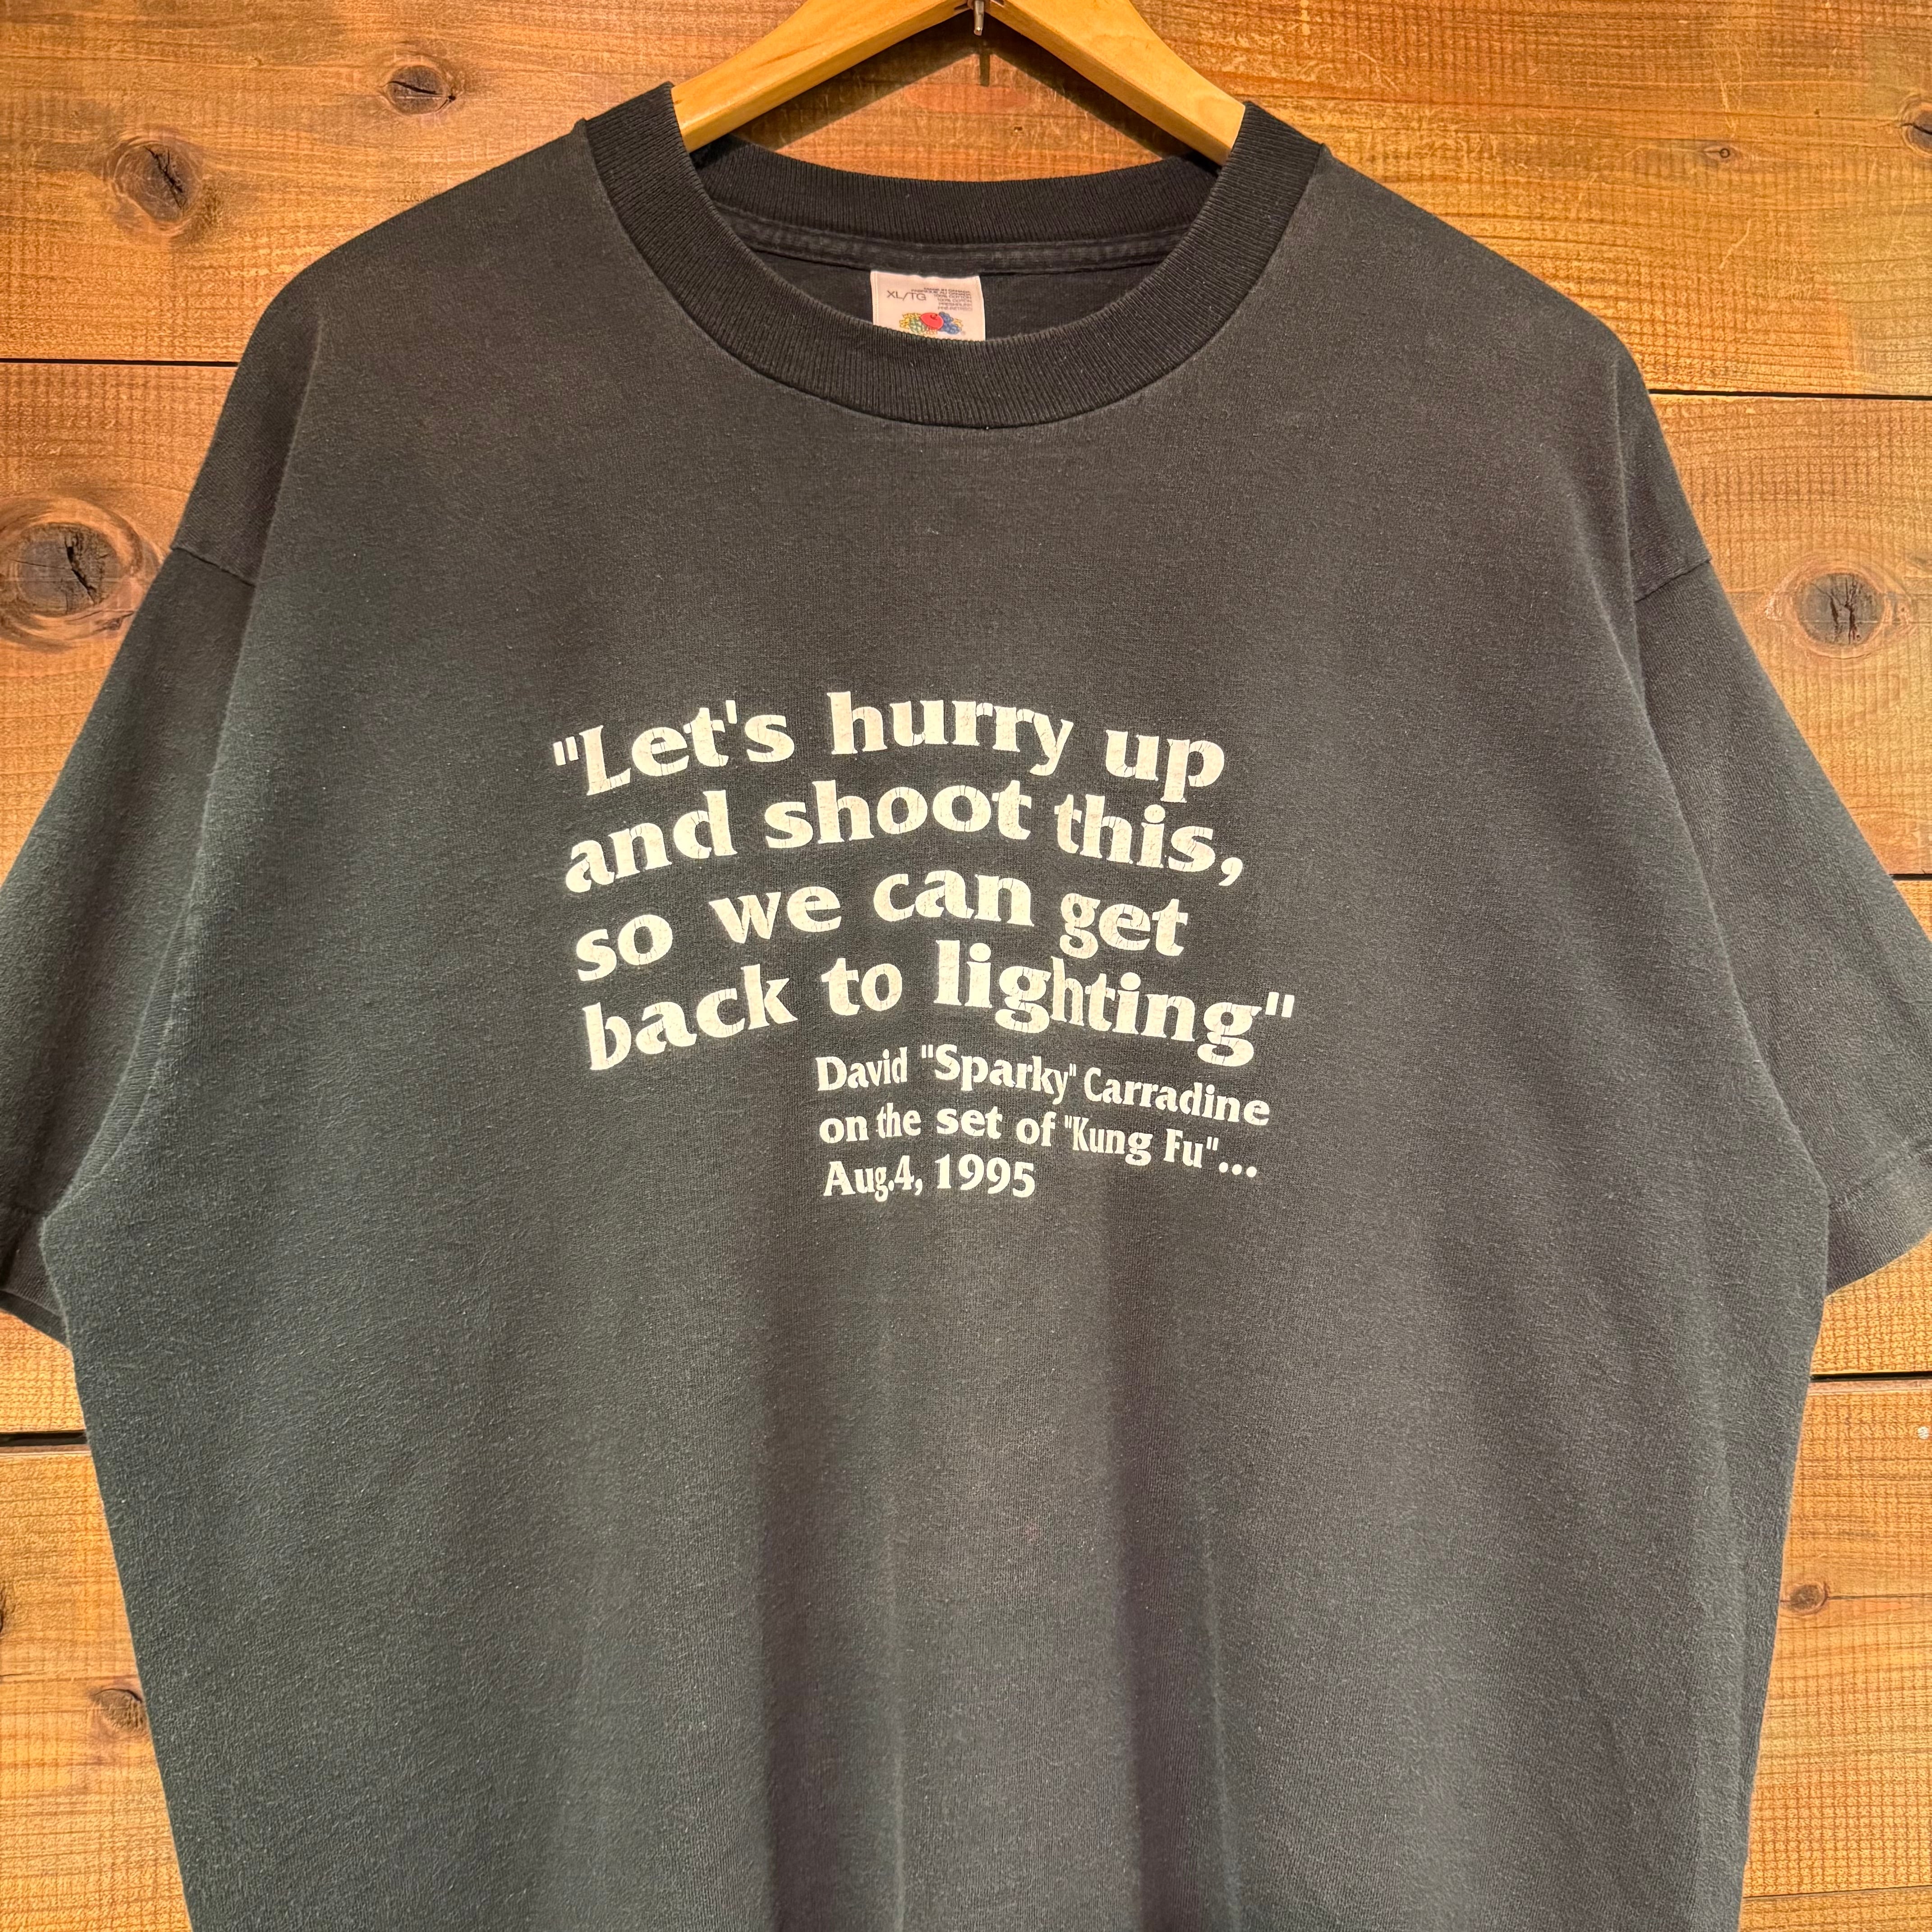 XL/TG
"Let's hurry up
and shoot this,
so we can get
back to lighting"
David "Sparky" Carradine
on the set of "Kung Fu"...
Aug.4, 1995